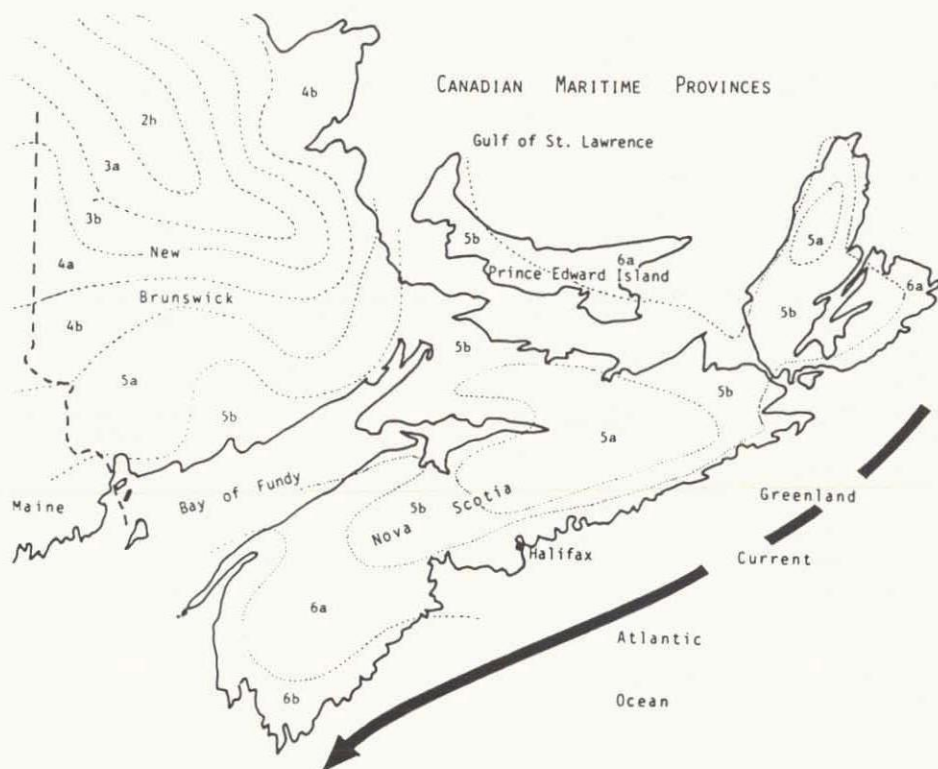 CANADIAN MARITIME PROVINCES
4b
2h
Gulf of St. Lawrence
3a
3b
5b
5a
New
6a
4a
Prince Edward Island
6a
Brunswick
5b
4b
5b
5a
5b
5b
5a
Maine
Bay of Fundy
5b
Nova Scotia
Greenland
Halifax
Current
6a
Atlantic
6b
Ocean